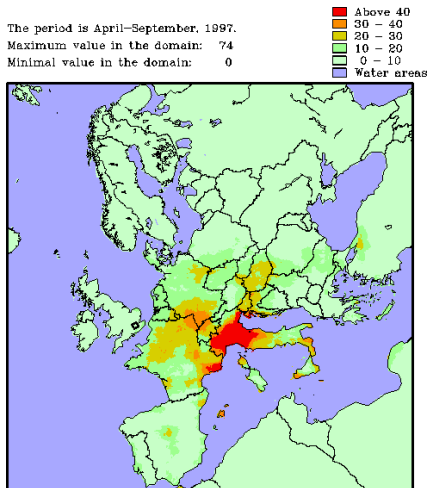 The period is April-September, 1997.
Maximum value in the domain: 74
Minimal value in the domain: 0
Above 40
30 - 40
20 - 30
10 - 20
0 - 10
Water areas